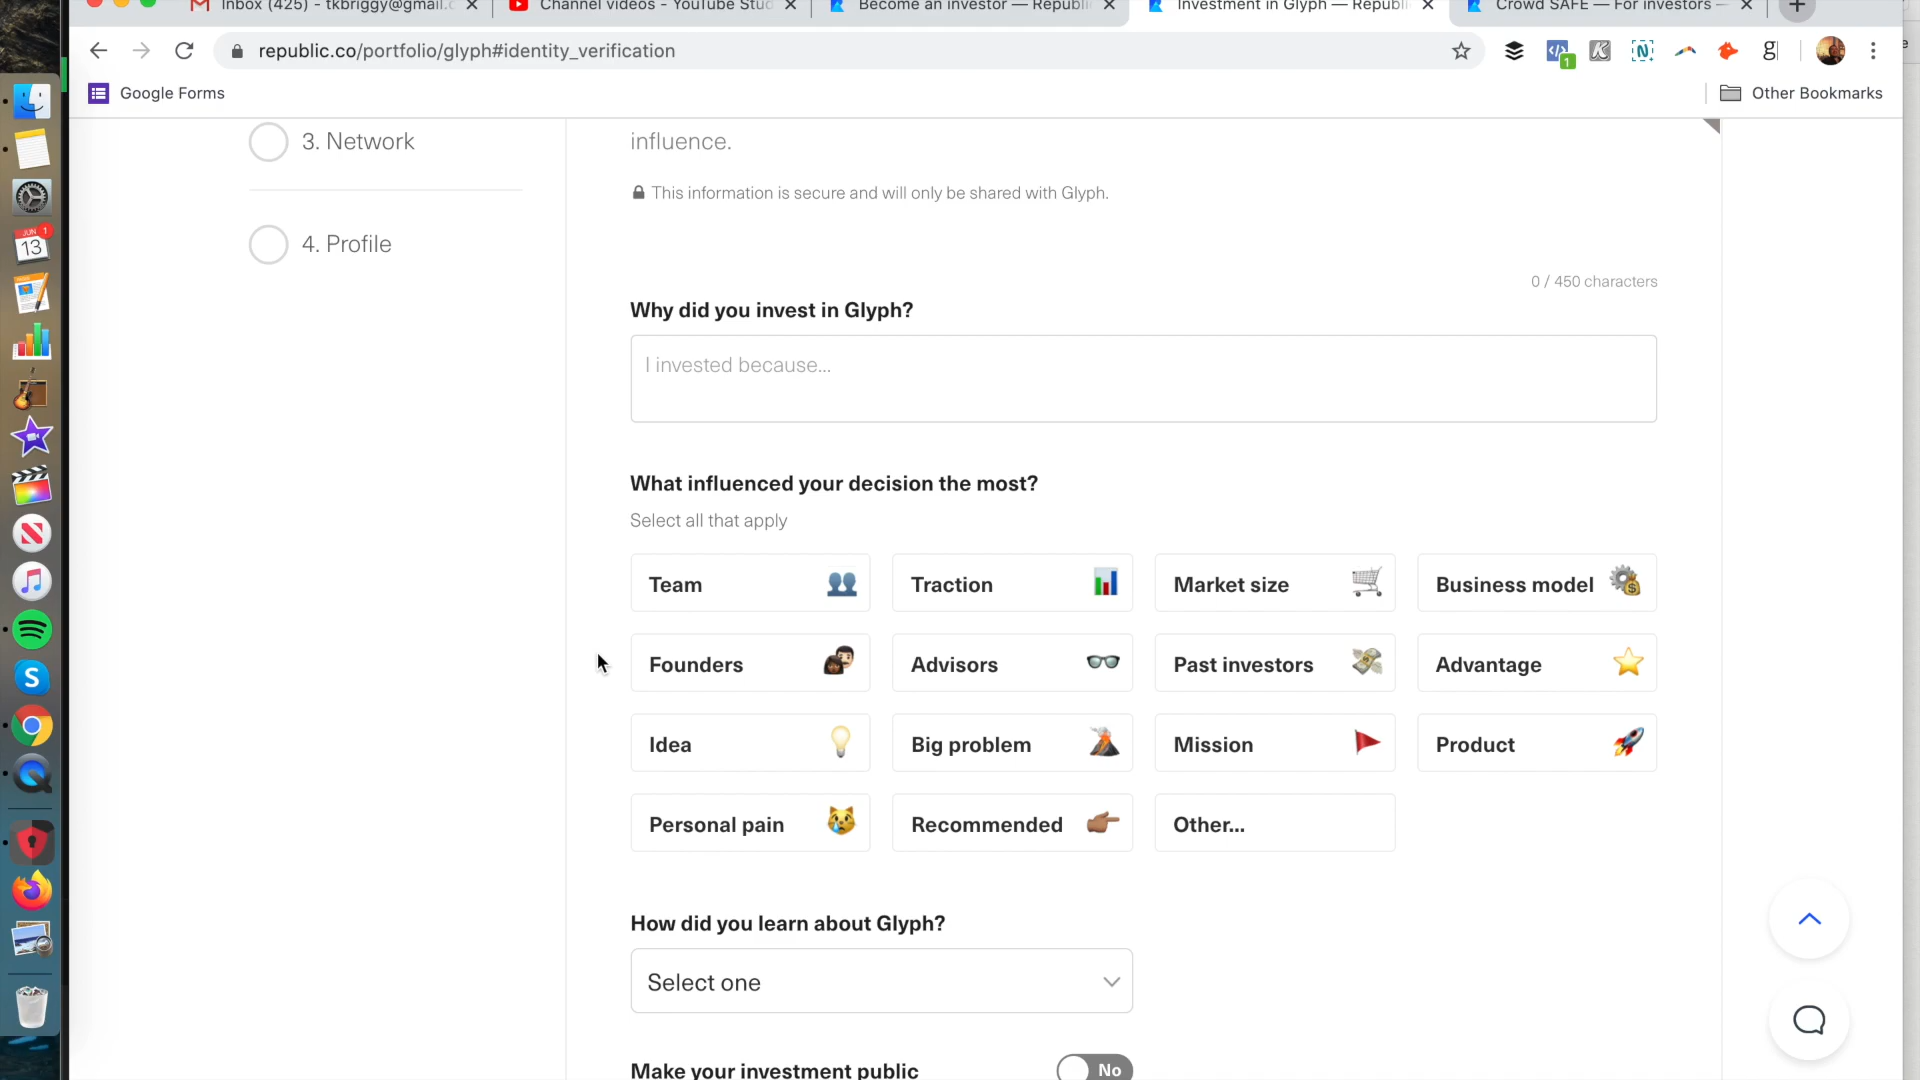 Inbox (425) - tkbriggy@gmail.c
Channel videos - YouTube Stud
Become an investor — Republi
Investment in Glyph — Republi
Crowd SAFE — For investors –
republic.co/portfolio/glyph#identity_verification
1
Google Forms
Other Bookmarks
3. Network
4. Profile
influence.
This information is secure and will only be shared with Glyph.
0 / 450 characters
Why did you invest in Glyph?
I invested because...
What influenced your decision the most?
Select all that apply
Team
Traction
Market size
Business model
Founders
Advisors
Past investors
Advantage
Idea
Big problem
Mission
Product
Personal pain
Recommended
Other...
How did you learn about Glyph?
Select one
Make your investment public
No
JUN
13
1